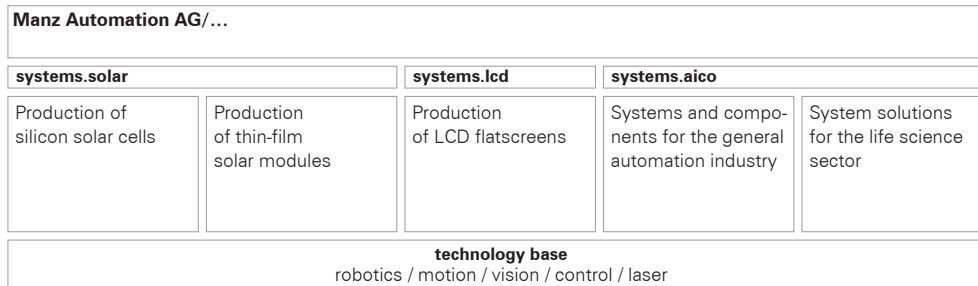 Manz Automation AG/…
systems.solar
systems.lcd
systems.aico
Production of
silicon solar cells
Production
of thin-film
solar modules
Production
of LCD flatscreens
Systems and compo-
nents for the general
automation industry
System solutions
for the life science
sector
technology base
robotics / motion / vision / control / laser